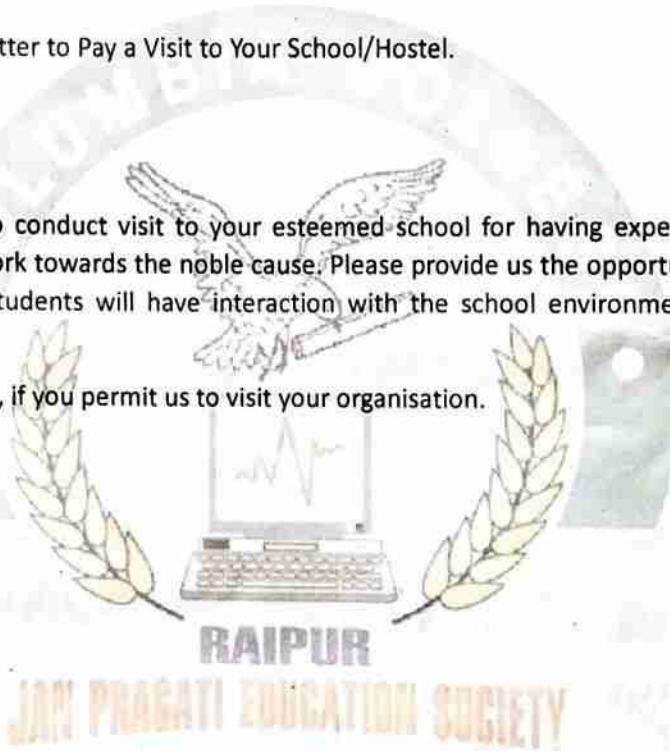 tter to Pay a Visit to Your School/Hostel.
conduct visit to your esteemed school for having expe
ork towards the noble cause. Please provide us the opport
tudents will have interaction with the school environme
, if you permit us to visit your organisation.
RAIPUR
JAN PRAGATI EDUCATION SOCIETY